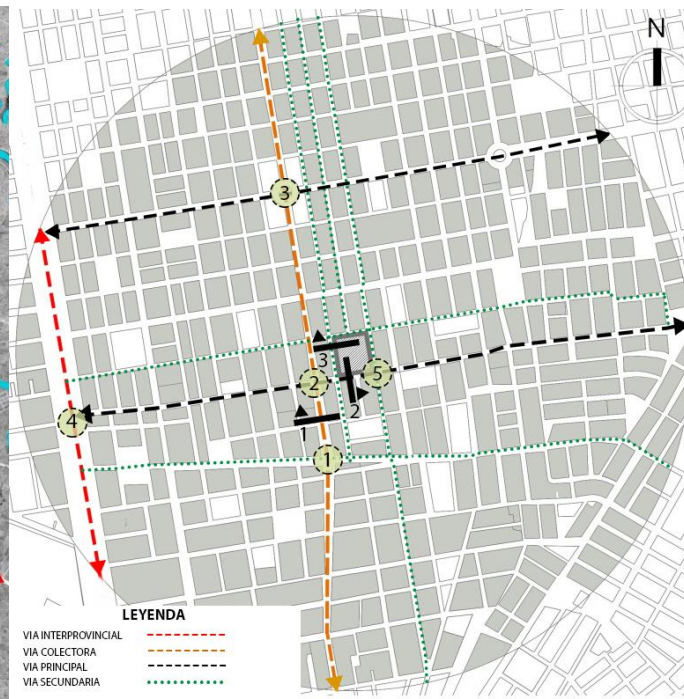 N
3
3
2
5
2
4
1
1
LEYENDA
VIA INTERPROVINCIAL
VIA COLECTORA
VIA PRINCIPAL
VIA SECUNDARIA